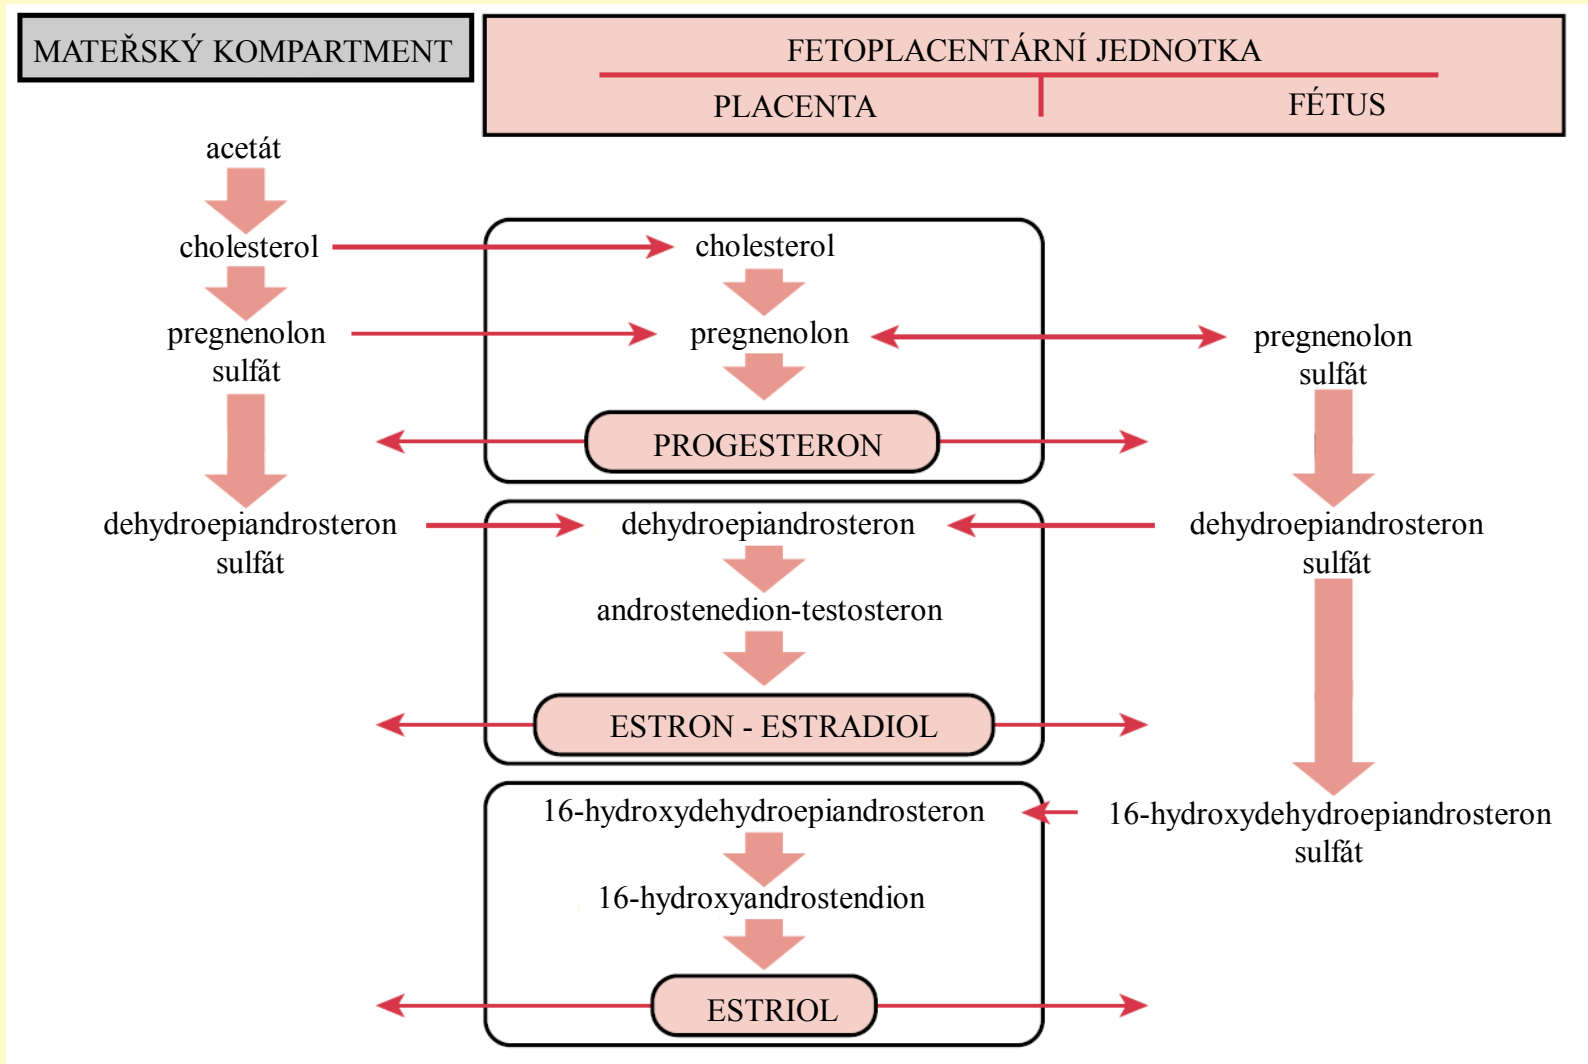 MATEŘSKÝ KOMPARTMENT
FETOPLACENTÁRNÍ JEDNOTKA
PLACENTA
FÉTUS
acetát
cholesterol
cholesterol
pregnenolon
sulfát
pregnenolon
pregnenolon
sulfát
PROGESTERON
dehydroepiandrosteron
sulfát
dehydroepiandrosteron
dehydroepiandrosteron
sulfát
androstenedion-testosteron
ESTRON - ESTRADIOL
16-hydroxydehydroepiandrosteron
16-hydroxydehydroepiandrosteron
sulfát
16-hydroxyandrostendion
ESTRIOL